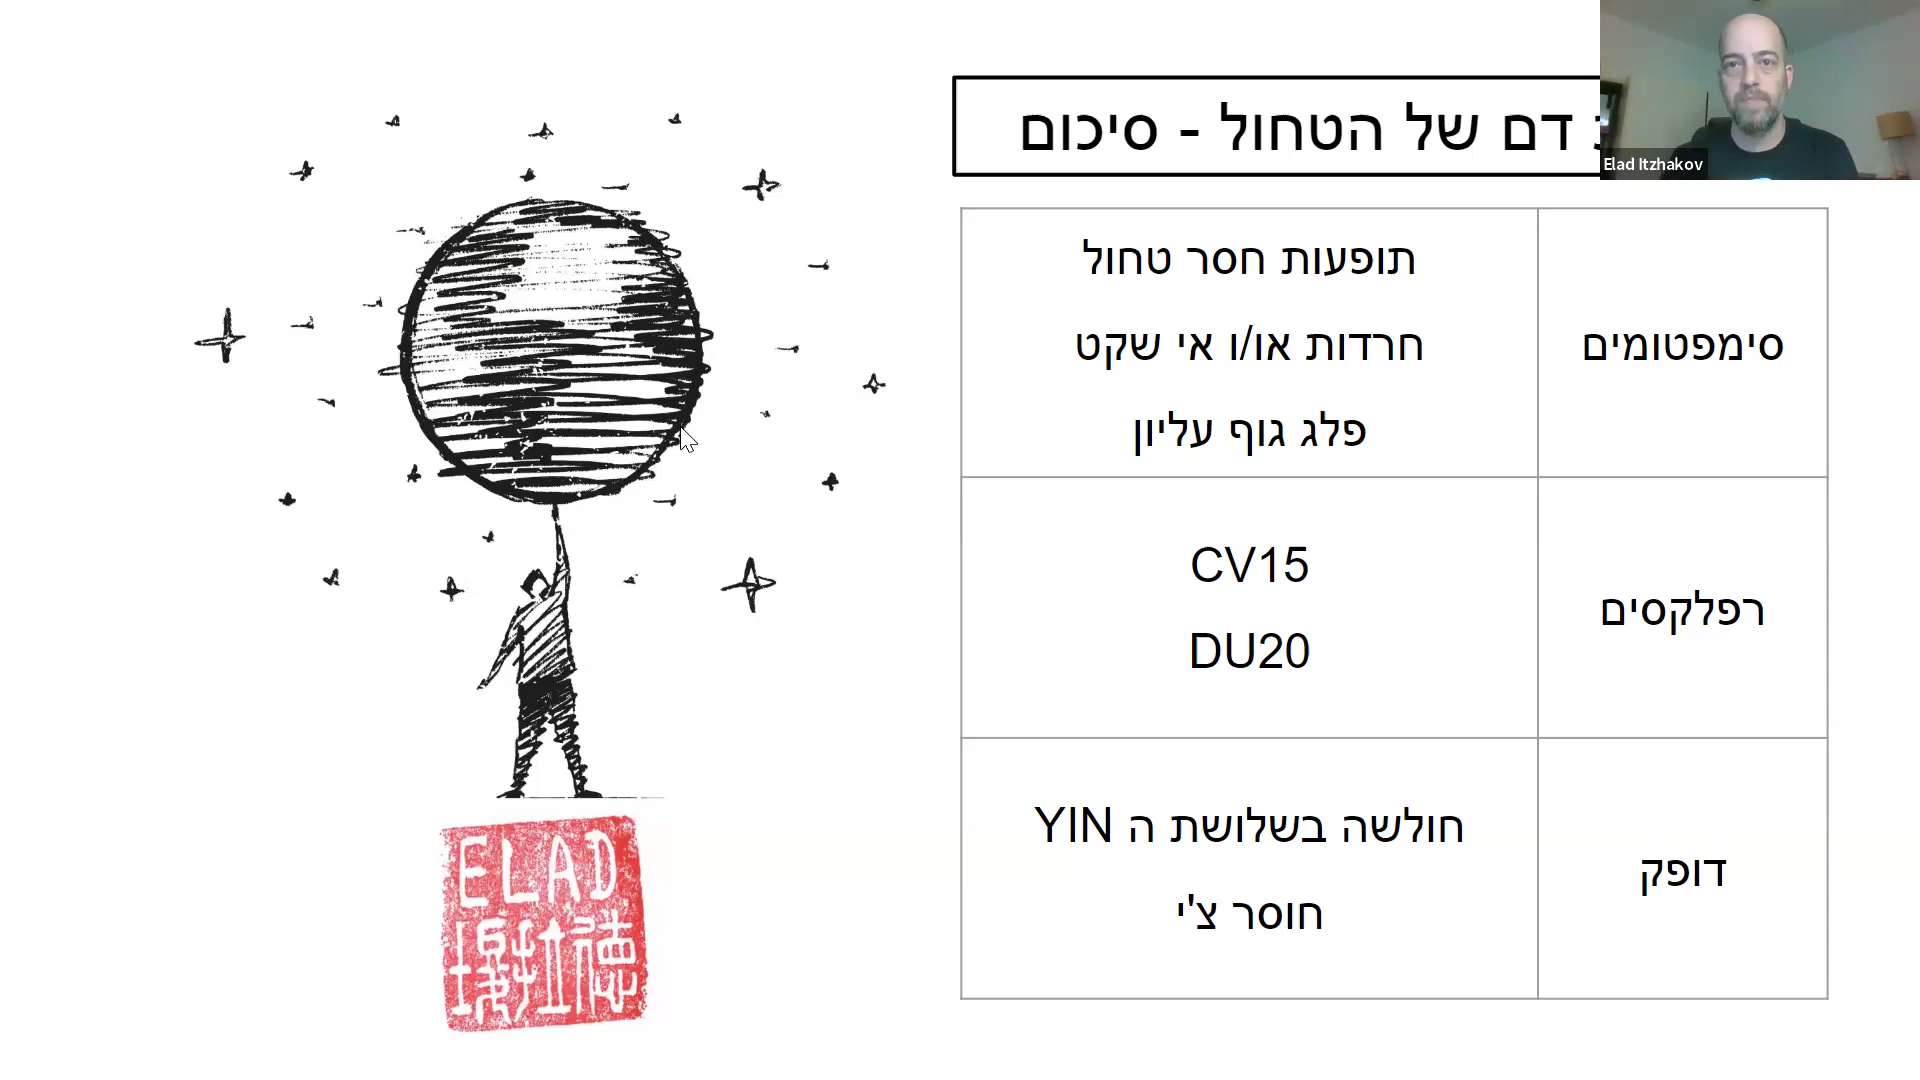 דם של הטחול - סיכום
Elad Itzhakov
סימפטומים
תופעות חסר טחול
חרדות או/ו אי שקט
פלג גוף עליון
רפלקסים
CV15
DU20
דופק
חולשה בשלושת ה YIN
חוסר צ'י
ELAD